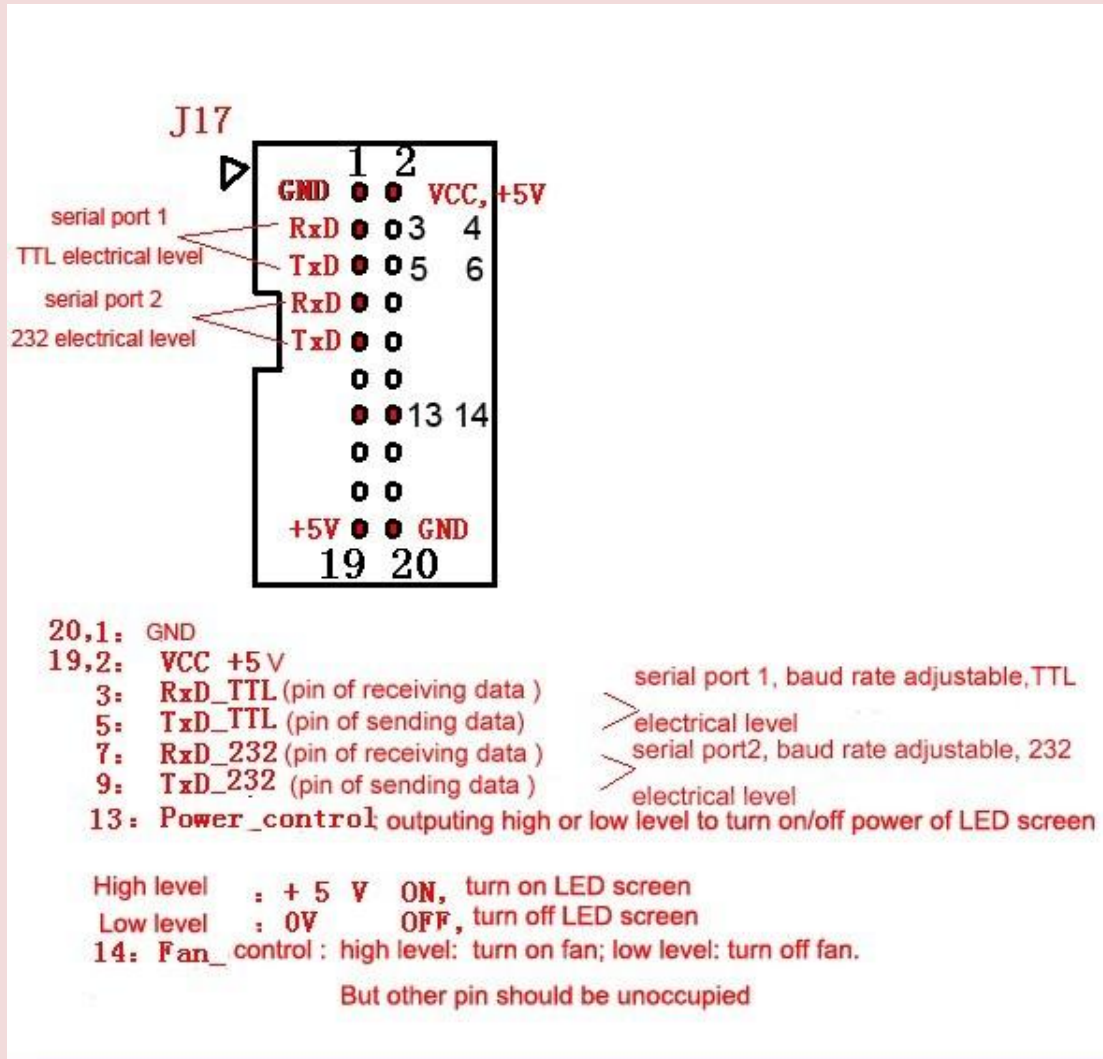 J17
1 2
GND VCC, +5V
serial port 1
RxD 3 4
TTL electrical level
TxD 5 6
serial port 2
RxD
232 electrical level
TxD
13 14
+5V GND
19 20
20,1: GND
19,2: VCC +5V
3: RxD_TTL (pin of receiving data )
serial port 1, baud rate adjustable,TTL
5: TxD_TTL (pin of sending data)
electrical level
7: RxD_232 (pin of receiving data )
serial port2, baud rate adjustable, 232
9: TxD_232 (pin of sending data )
electrical level
13: Power_control; outputing high or low level to turn on/off power of LED screen
High level : + 5 V ON, turn on LED screen
Low level : 0V OFF, turn off LED screen
14: Fan_ control : high level: turn on fan; low level: turn off fan.
But other pin should be unoccupied